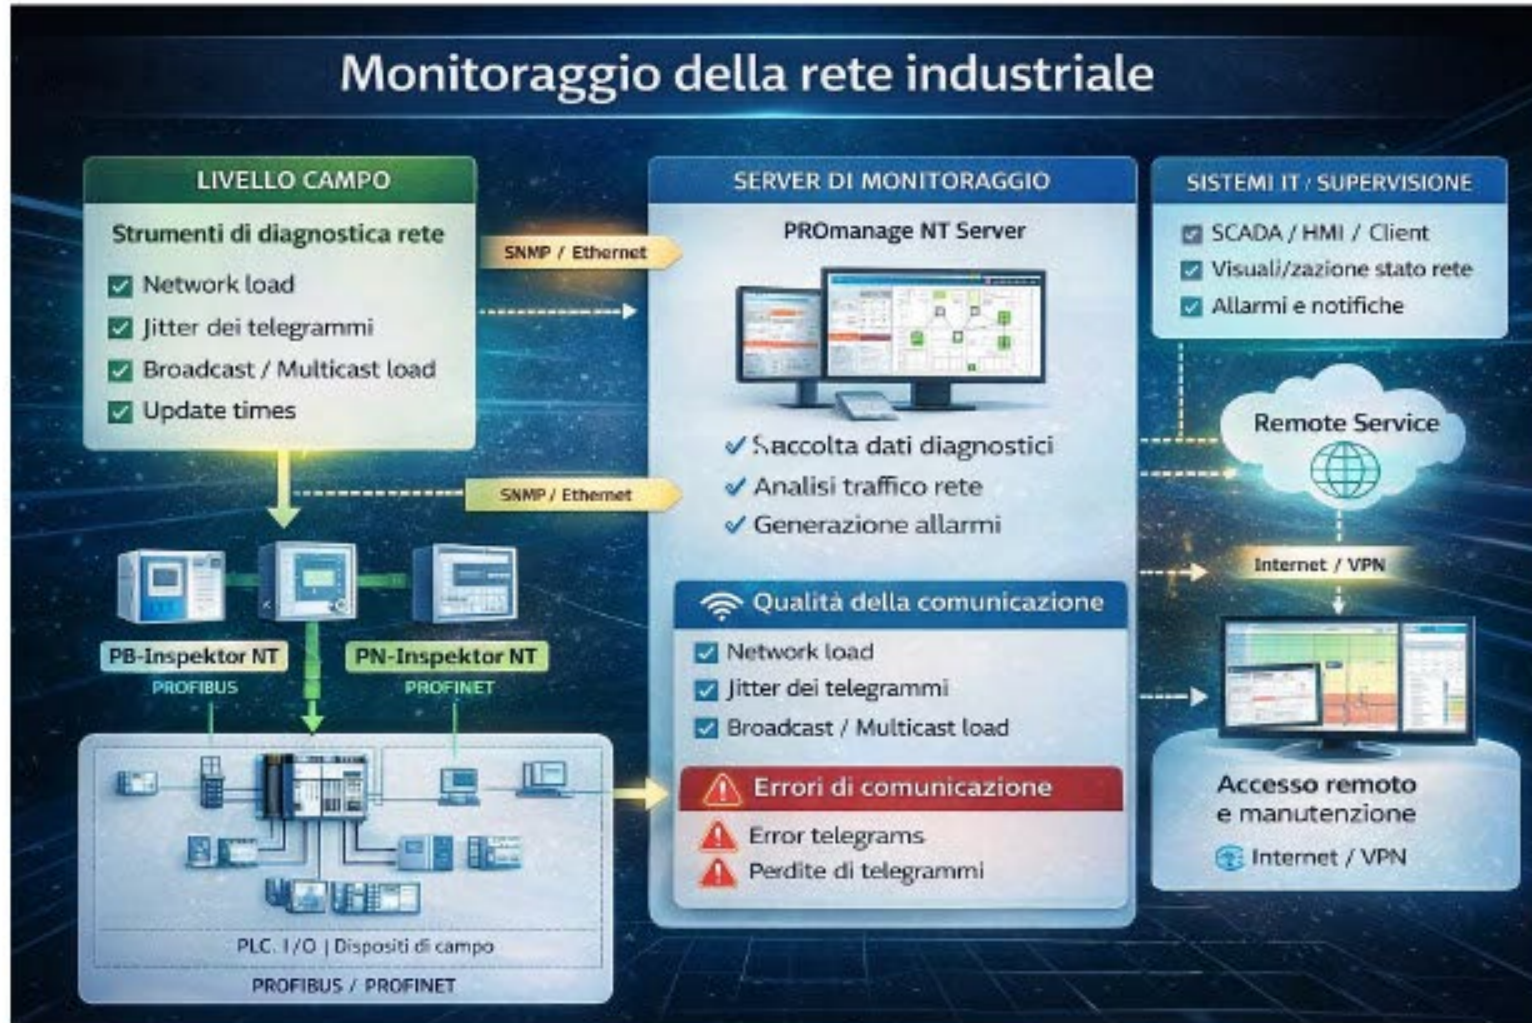 Monitoraggio della rete industriale
LIVELLO CAMPO
Strumenti di diagnostica rete
Network load
Jitter dei telegrammi
Broadcast / Multicast load
Update times
SNMP / Ethernet
SNMP / Ethernet
PB-Inspektor NT
PROFIBUS
PN-Inspektor NT
PROFINET
PLC. I/O | Dispositi di campo
PROFIBUS / PROFINET
SERVER DI MONITORAGGIO
PROmanage NT Server
Saccolta dati diagnostici
Analisi traffico rete
Generazione allarmi
Qualità della comunicazione
Network load
Jitter dei telegrammi
Broadcast / Multicast load
Errori di comunicazione
Error telegrams
Perdite di telegrammi
SISTEMI IT / SUPERVISIONE
SCADA / HMI / Client
Visuali/zazione stato rete
Allarmi e notifiche
Remote Service
Internet / VPN
Accesso remoto
e manutenzione
Internet / VPN